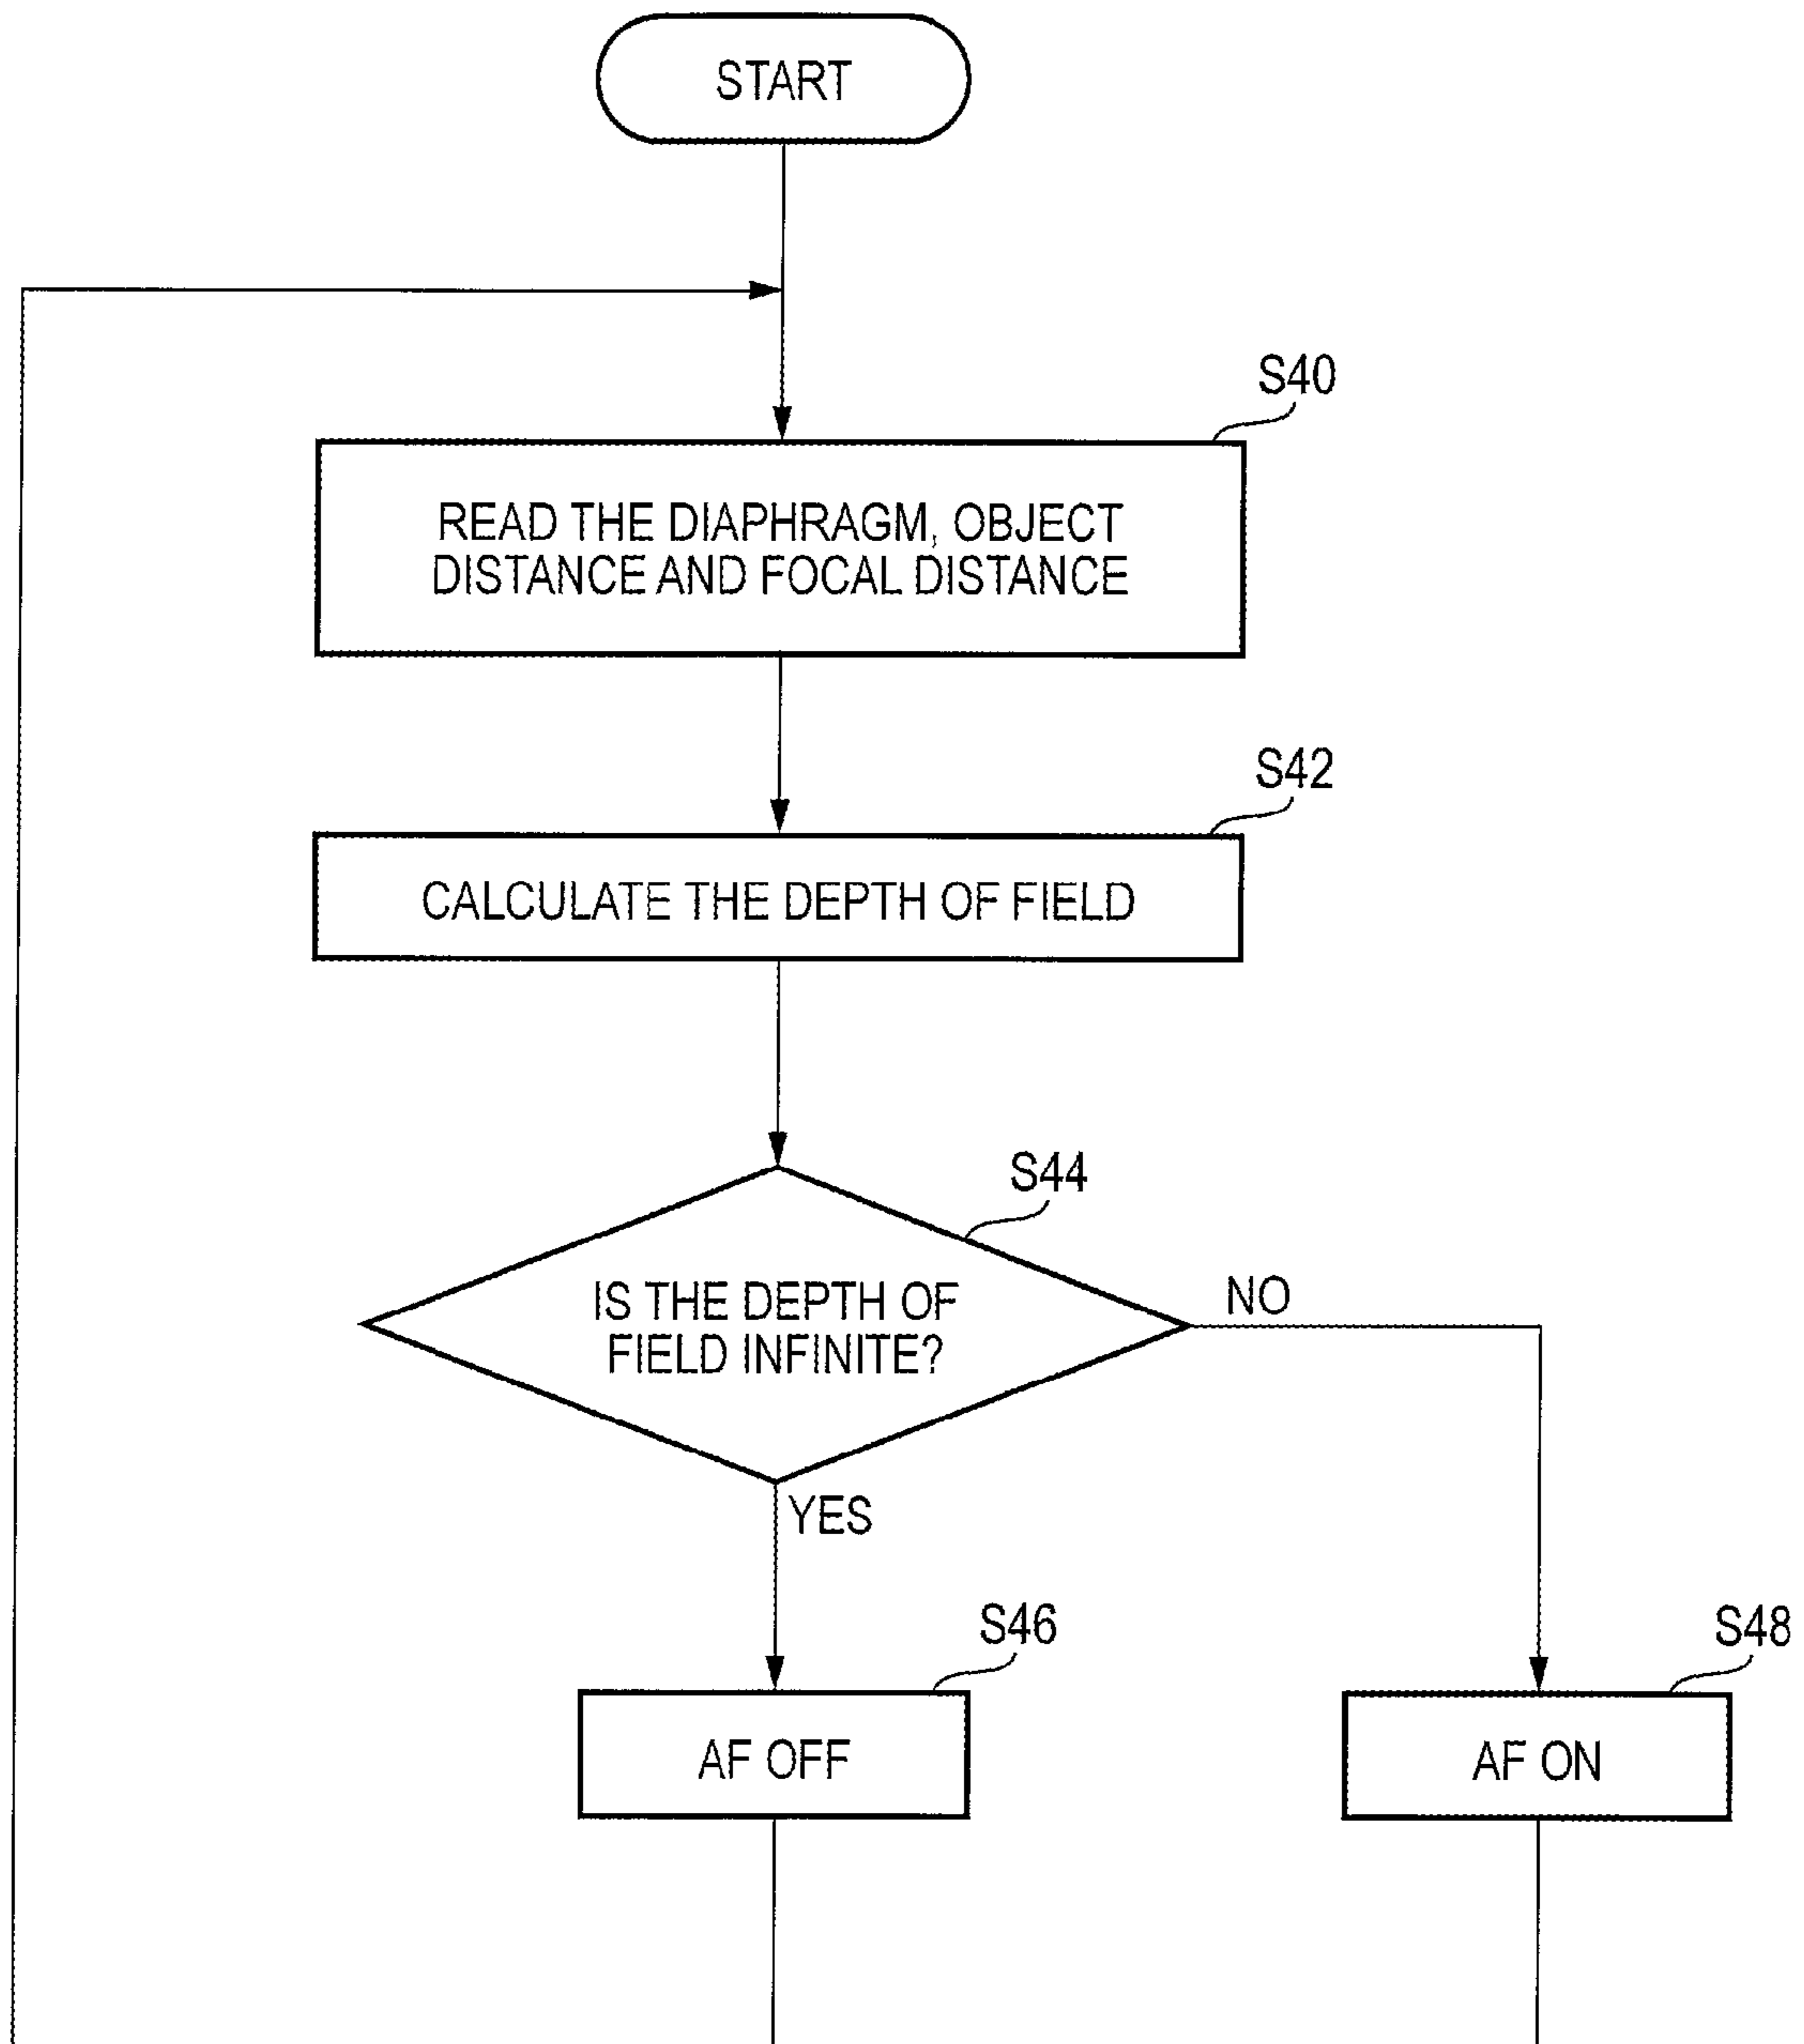 START
S40
READ THE DIAPHRAGM, OBJECT
DISTANCE AND FOCAL DISTANCE
S42
CALCULATE THE DEPTH OF FIELD
S44
IS THE DEPTH OF
FIELD INFINITE?
NO
YES
S46
S48
AF OFF
AF ON